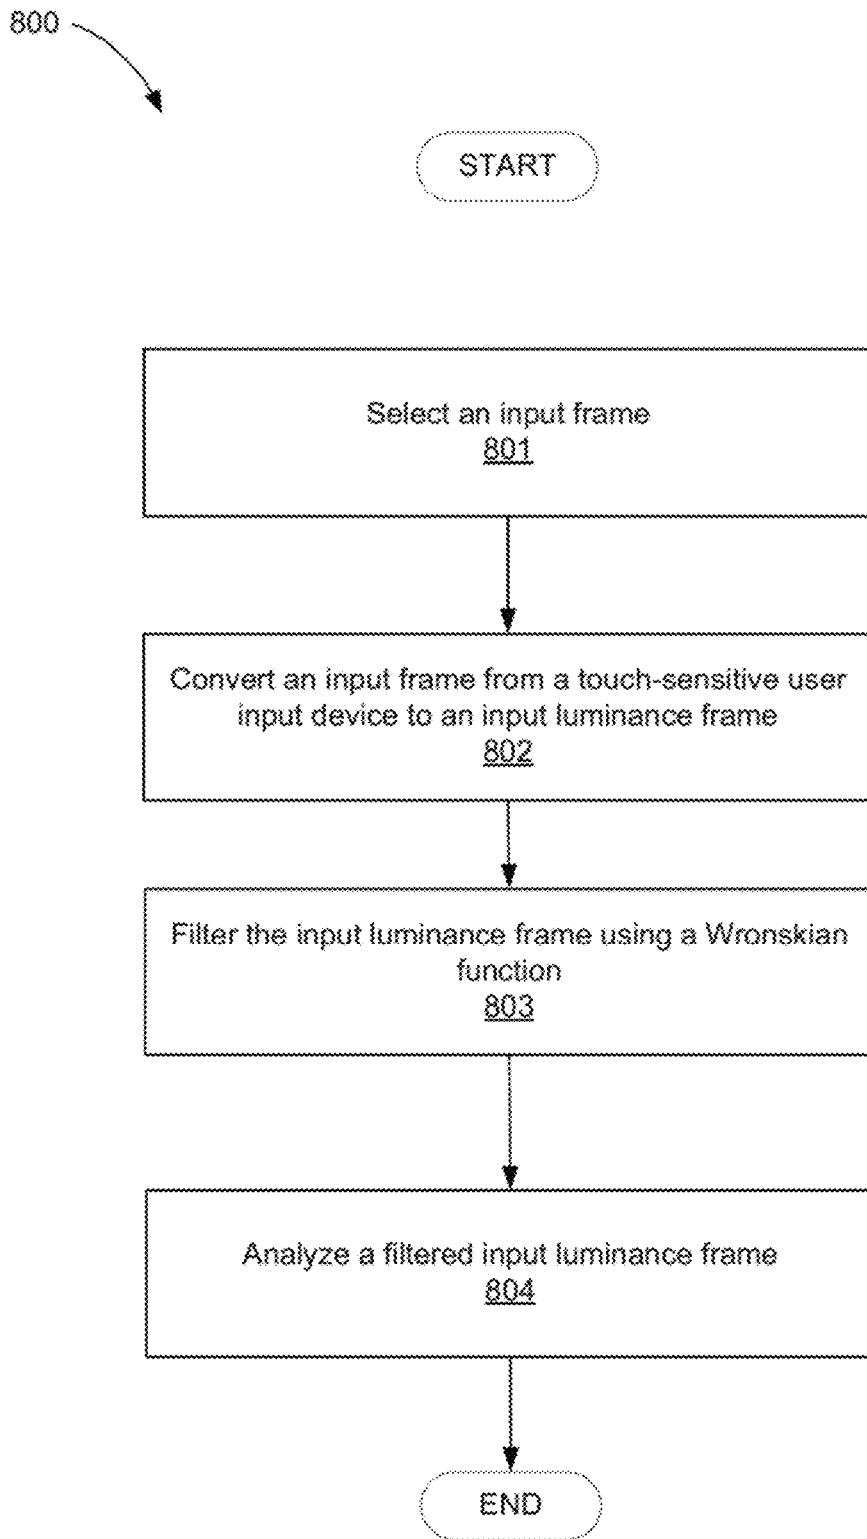 800
START
Select an input frame
801
Convert an input frame from a touch-sensitive user
input device to an input luminance frame
802
Filter the input luminance frame using a Wronskian
function
803
Analyze a filtered input luminance frame
804
END